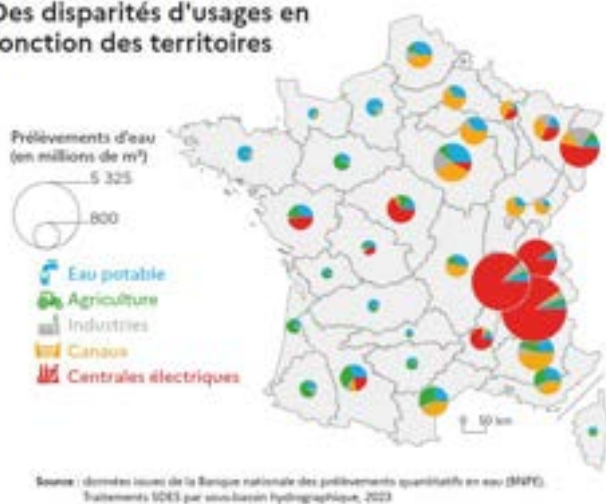 Des disparités d'usages en
fonction des territoires
Prélèvements d'eau
(en millions de m³)
5 325
800
Eau potable
Agriculture
Industries
Canaux
Centrales électriques
0 50 km
Source : données issues de la Banque nationale des prélèvements quantitatifs en eau (BNPE).
Traitements SDES par sous-bassin hydrographique, 2023